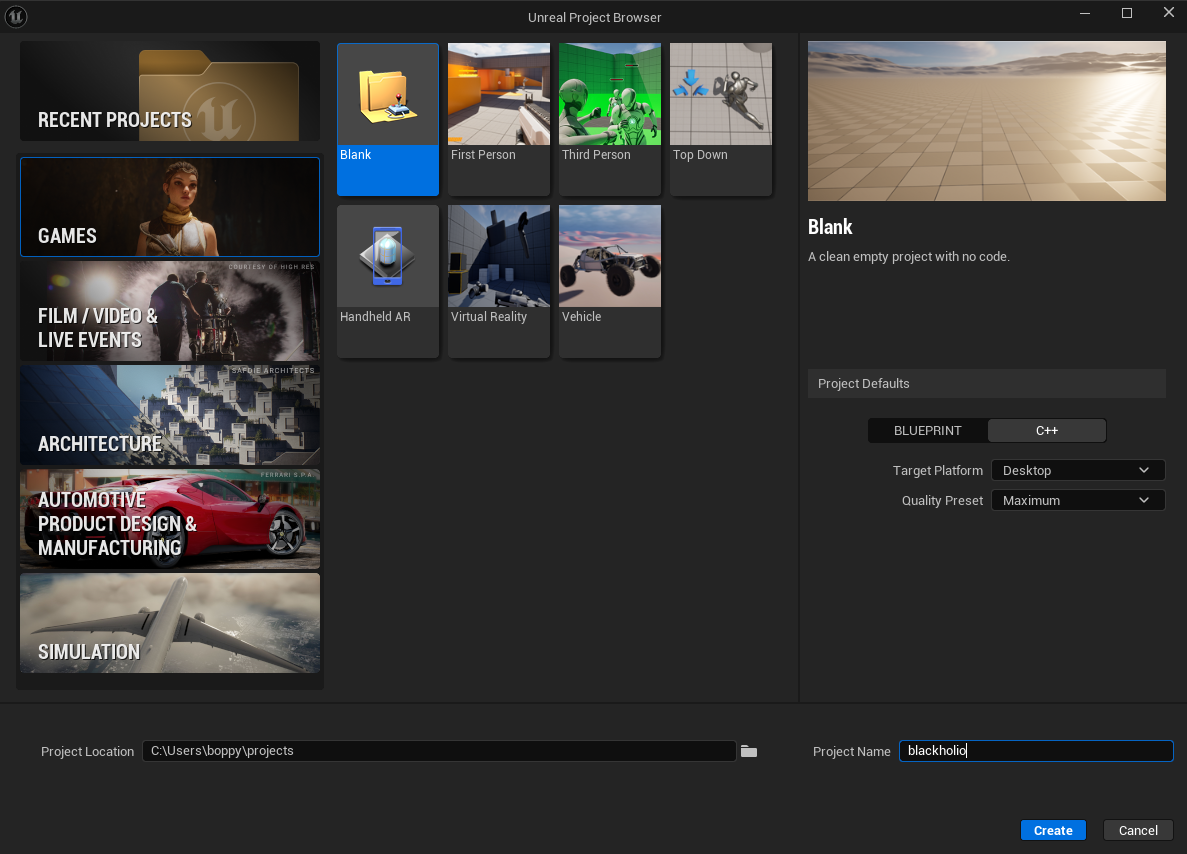 Unreal Project Browser
RECENT PROJECTS
GAMES
COURTESY OF HIGH RES
FILM / VIDEO &
LIVE EVENTS
SAFDIE ARCHITECTS
ARCHITECTURE
FERRARI S.P.A
AUTOMOTIVE
PRODUCT DESIGN &
MANUFACTURING
SIMULATION
Blank
First Person
Third Person
Top Down
Handheld AR
Virtual Reality
Vehicle
Blank
A clean empty project with no code.
Project Defaults
BLUEPRINT C++
Target Platform Desktop
Quality Preset Maximum
Project Location C:\Users\boppy\projects
Project Name blackholio
Create Cancel